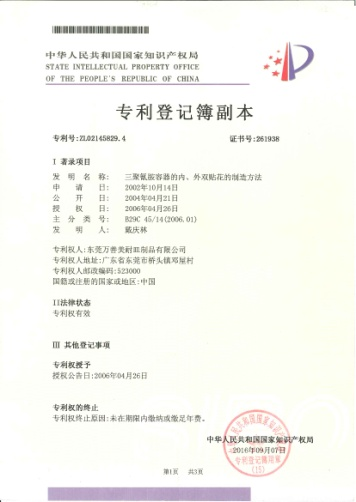 中华人民共和国国家知识产权局
STATE INTELLECTUAL PROPERTY OFFICE
OF THE PEOPLE'S REPUBLIC OF CHINA
专利登记簿副本
专利号:ZL02145829.4 证书号:261938
I 著录项目
发 明 名 称: 三聚氰胺容器的内、外双贴花的制造方法
申 请 日: 2002年10月14日
公 开 日: 2004年04月21日
授 权 日: 2006年04月26日
主 分 类 号: B29C 45/14(2006.01)
发 明 人: 戴庆林
专利权人:东莞万善美耐皿制品有限公司
专利权人地址:广东省东莞市桥头镇邓屋村
专利权人邮政编码:523000
国籍或注册的国家或地区:中国
II法律状态
专利权有效
III 其他登记事项
专利权授予
授权公告日:2006年04月26日
专利权的终止
专利权终止原因:未在期限内缴纳或缴足年费。
中华人民共和国国家知识产权局
2016年09月07日
专利登记簿副本
(15)
第1页 共3页